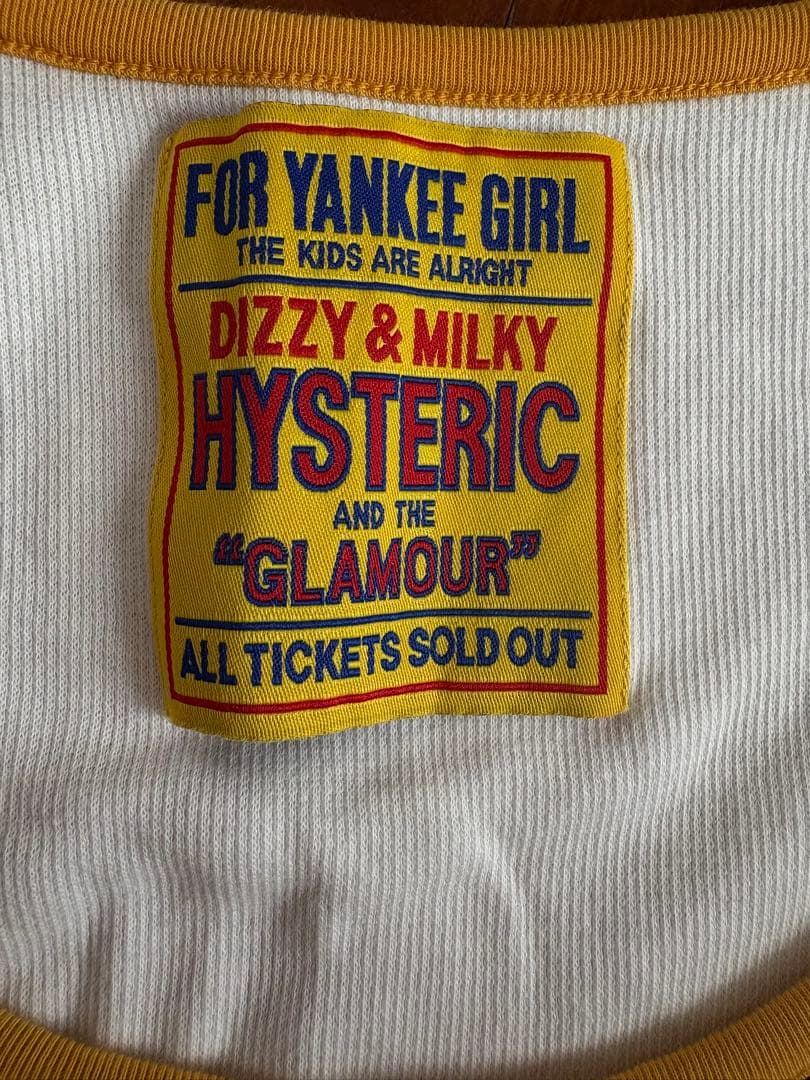 FOR YANKEE GIRL
THE KIDS ARE ALRIGHT
DIZZY & MILKY
HYSTERIC
AND THE
“GLAMOUR”
ALL TICKETS SOLD OUT